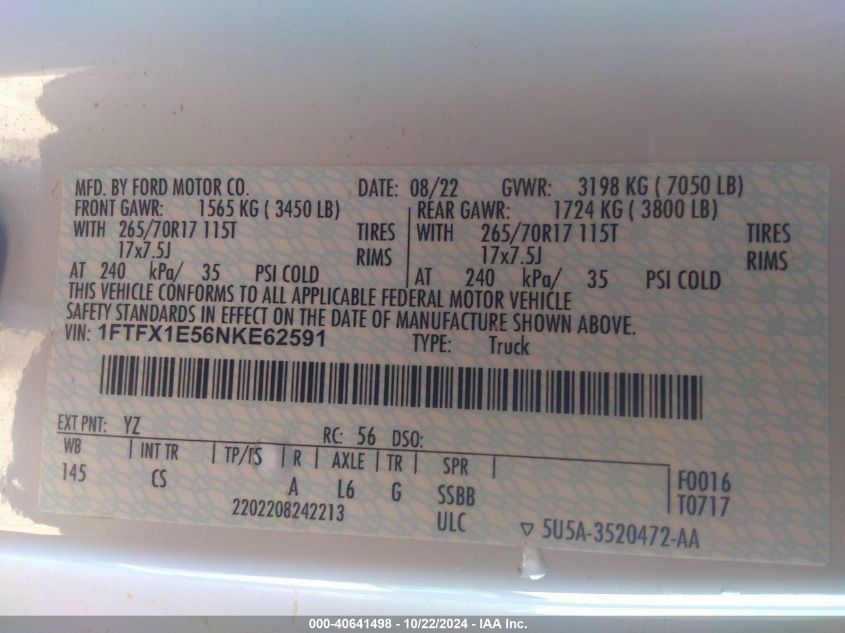 MFD. BY FORD MOTOR CO. DATE: 08/22 GVWR: 3198 KG ( 7050 LB)
FRONT GAWR: 1565 KG ( 3450 LB) REAR GAWR: 1724 KG ( 3800 LB)
WITH 265/70R17 115T TIRES WITH 265/70R17 115T TIRES
17x7.5J RIMS 17x7.5J RIMS
AT 240 kPa/ 35 PSI COLD AT 240 kPa/ 35 PSI COLD
THIS VEHICLE CONFORMS TO ALL APPLICABLE FEDERAL MOTOR VEHICLE
SAFETY STANDARDS IN EFFECT ON THE DATE OF MANUFACTURE SHOWN ABOVE.
VIN: 1FTFX1E56NKE62591 TYPE: Truck
EXT PNT: YZ RC: 56 DSO:
WB INT TR TP/TS R AXLE TR SPR F0016
145 CS A L6 G SSBB T0717
2202208242213 ULC 5U5A-3520472-AA
000-40641498 - 10/22/2024 - IAA Inc.